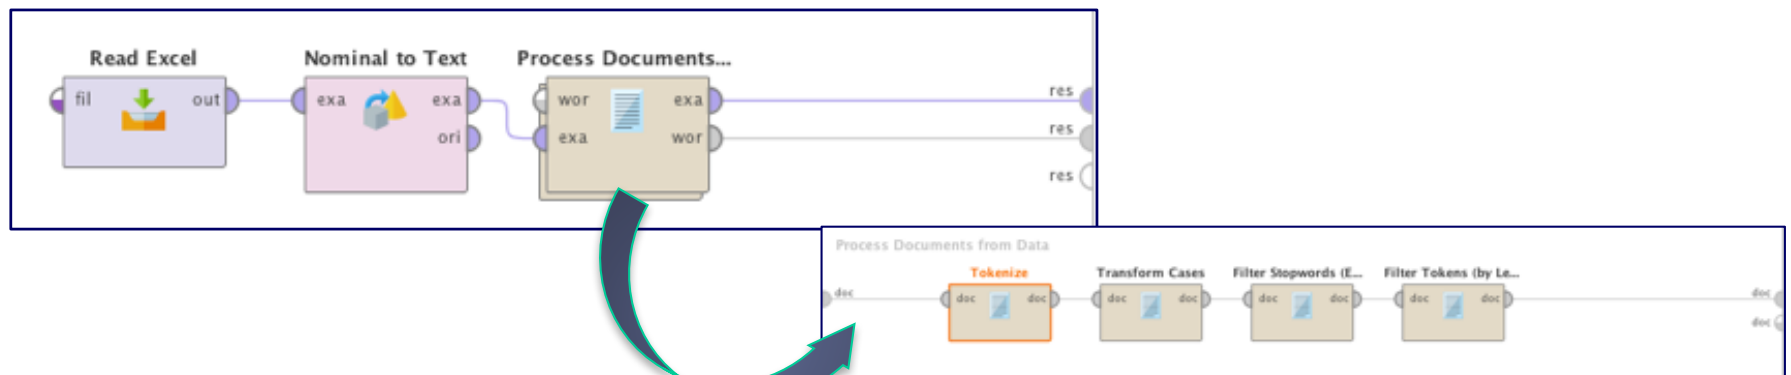 Read Excel
Nominal to Text
Process Documents...
fil
out
exa
exa
ori
wor
exa
exa
wor
res
res
res
Process Documents from Data
Tokenize
Transform Cases
Filter Stopwords (E...
Filter Tokens (by Le...
doc
doc
doc
doc
doc
doc
doc
doc
doc
doc
doc